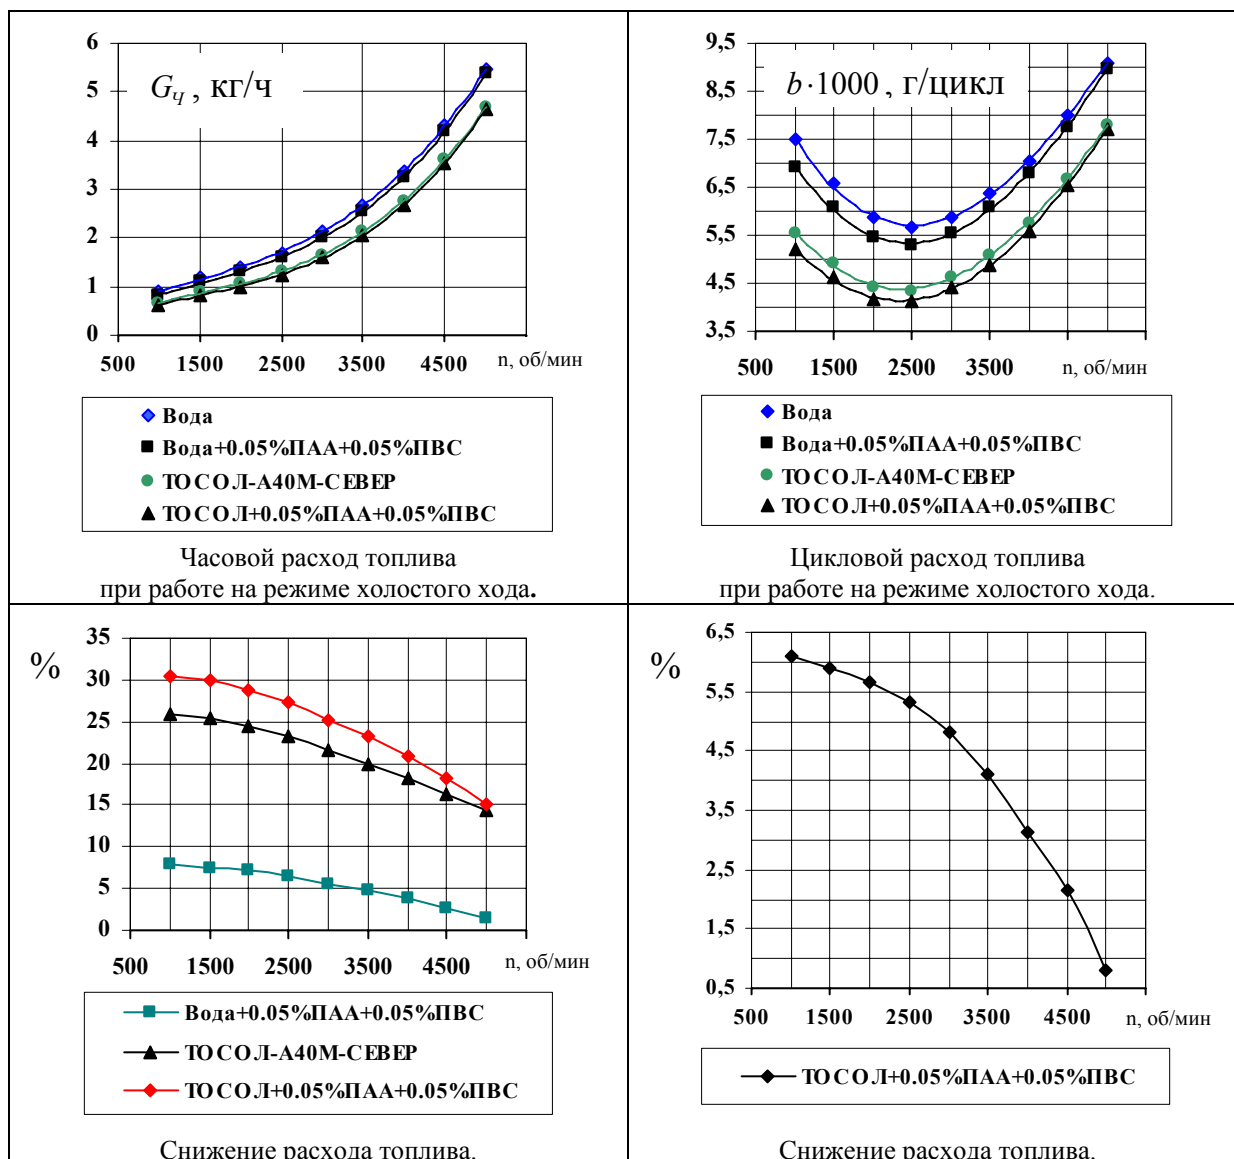 6
5
4
3
2
1
0
G_Ч , кг/ч
500 1500 2500 3500 4500 n, об/мин
Вода
Вода+0.05%ПАА+0.05%ПВС
ТОСОЛ-А40М-СЕВЕР
ТОСОЛ+0.05%ПАА+0.05%ПВС
Часовой расход топлива
при работе на режиме холостого хода.
9,5
8,5
7,5
6,5
5,5
4,5
3,5
b·1000 , г/цикл
500 1500 2500 3500 n, об/мин
Вода
Вода+0.05%ПАА+0.05%ПВС
ТОСОЛ-А40М-СЕВЕР
ТОСОЛ+0.05%ПАА+0.05%ПВС
Цикловой расход топлива
при работе на режиме холостого хода.
35
30
25
20
15
10
5
0
%
500 1500 2500 3500 4500 n, об/мин
Вода+0.05%ПАА+0.05%ПВС
ТОСОЛ-А40М-СЕВЕР
ТОСОЛ+0.05%ПАА+0.05%ПВС
Снижение расхода топлива.
6,5
5,5
4,5
3,5
2,5
1,5
0,5
%
500 1500 2500 3500 4500 n, об/мин
ТОСОЛ+0.05%ПАА+0.05%ПВС
Снижение расхода топлива.